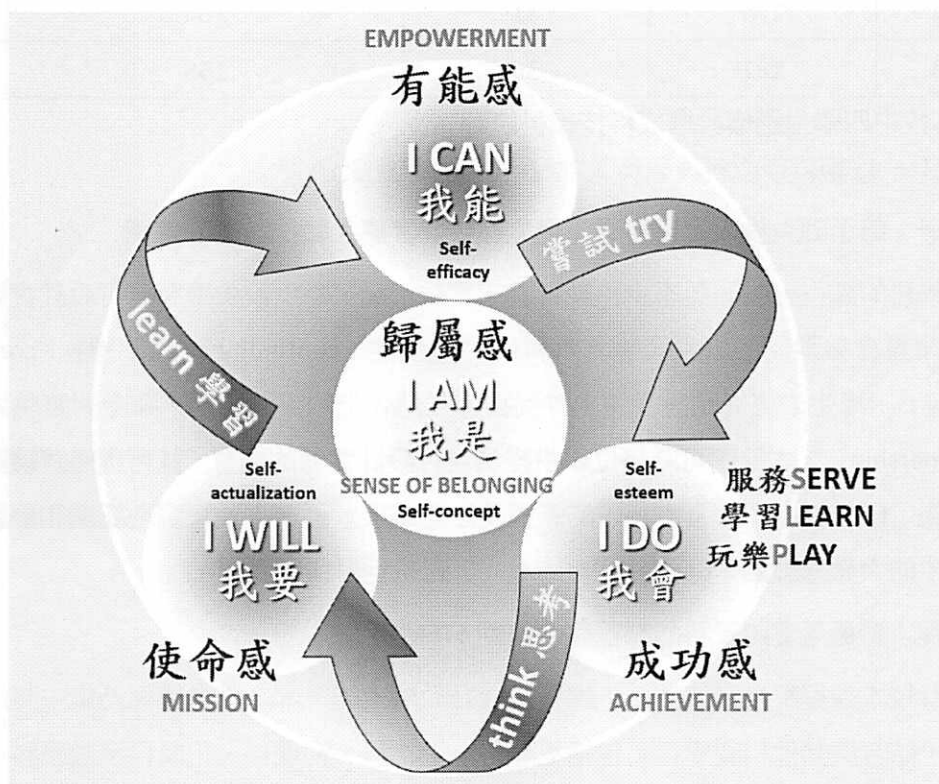 EMPOWERMENT
有能感
I CAN
我能
Self-
efficacy
嘗試 try
learn 學習
歸屬感
I AM
我是
SENSE OF BELONGING
Self-concept
Self-
actualization
I WILL
我要
使命感
MISSION
Self-
esteem
I DO
我會
服務SERVE
學習LEARN
玩樂PLAY
成功感
ACHIEVEMENT
think 思考